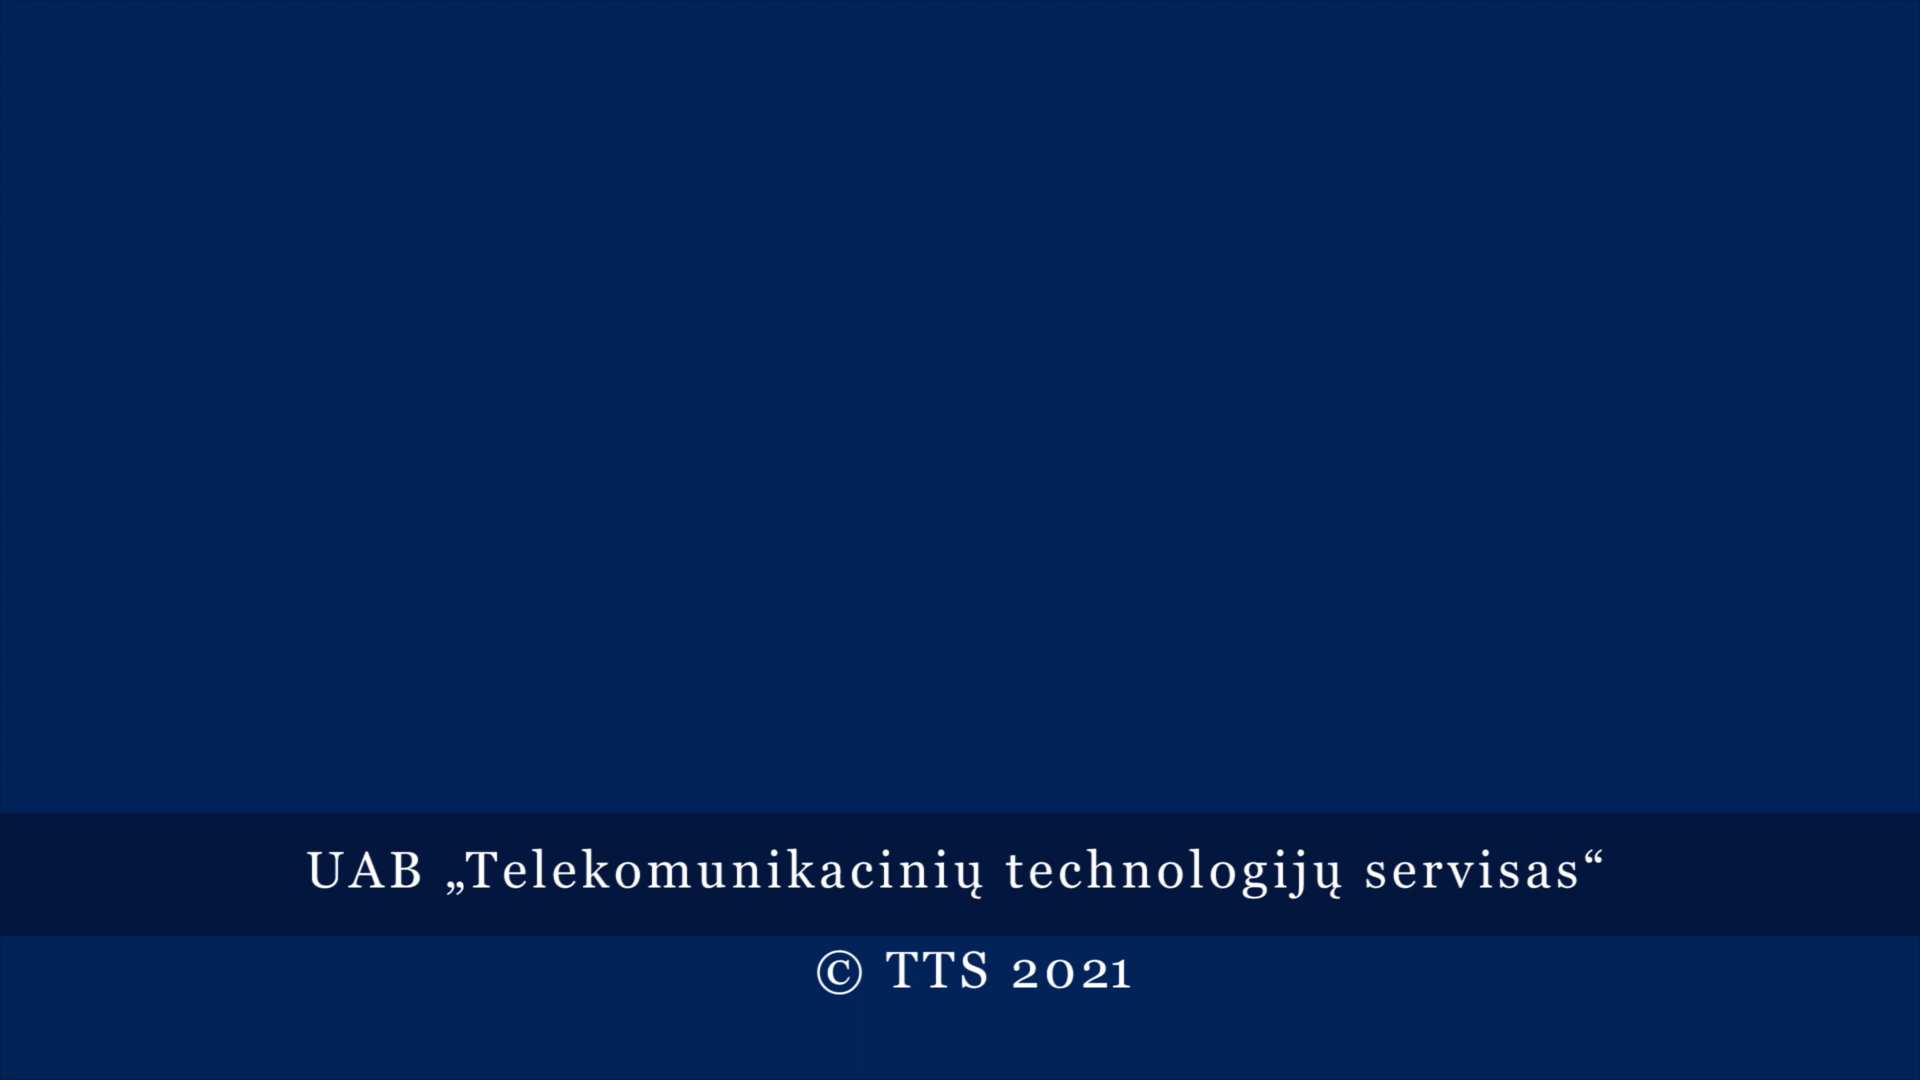 UAB „Telekomunikacinių technologijų servisas“
© TTS 2021